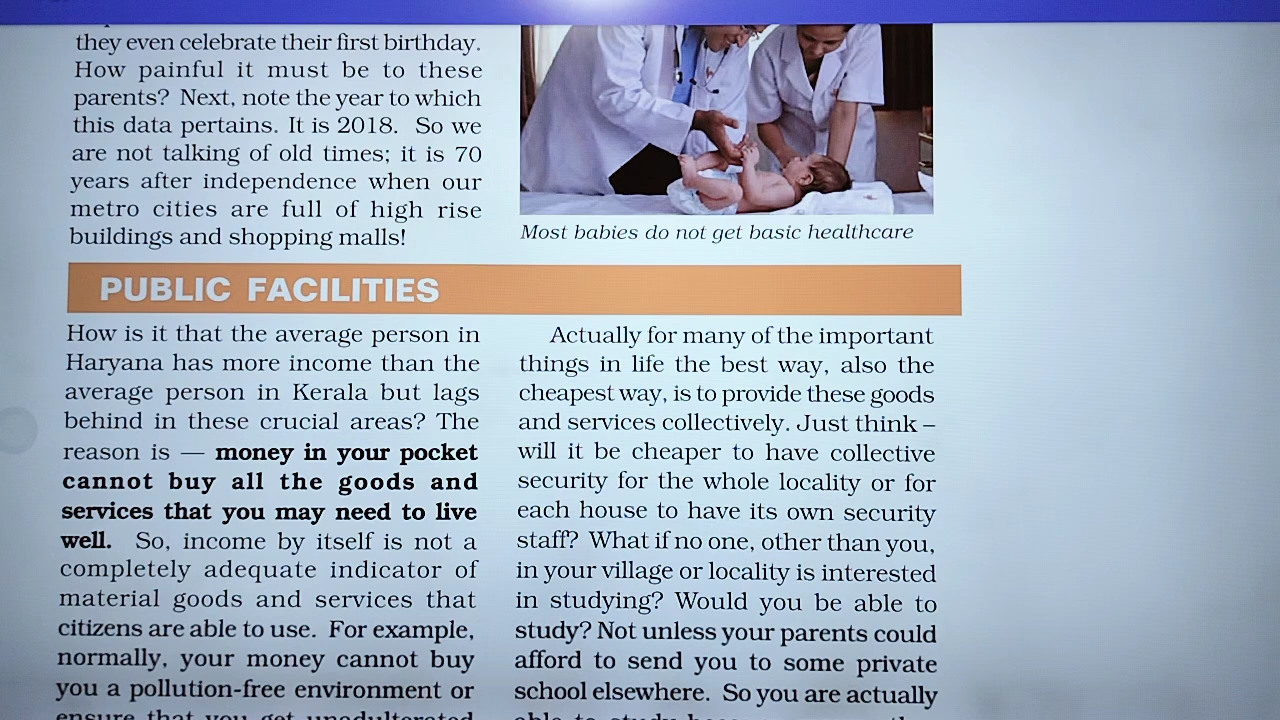 they even celebrate their first birthday.
How painful it must be to these
parents? Next, note the year to which
this data pertains. It is 2018. So we
are not talking of old times; it is 70
years after independence when our
metro cities are full of high rise
buildings and shopping malls!
Most babies do not get basic healthcare
PUBLIC FACILITIES
How is it that the average person in
Haryana has more income than the
average person in Kerala but lags
behind in these crucial areas? The
reason is — money in your pocket
cannot buy all the goods and
services that you may need to live
well. So, income by itself is not a
completely adequate indicator of
material goods and services that
citizens are able to use. For example,
normally, your money cannot buy
you a pollution-free environment or
ensure that you get unadulterated
Actually for many of the important
things in life the best way, also the
cheapest way, is to provide these goods
and services collectively. Just think –
will it be cheaper to have collective
security for the whole locality or for
each house to have its own security
staff? What if no one, other than you,
in your village or locality is interested
in studying? Would you be able to
study? Not unless your parents could
afford to send you to some private
school elsewhere. So you are actually
able to study